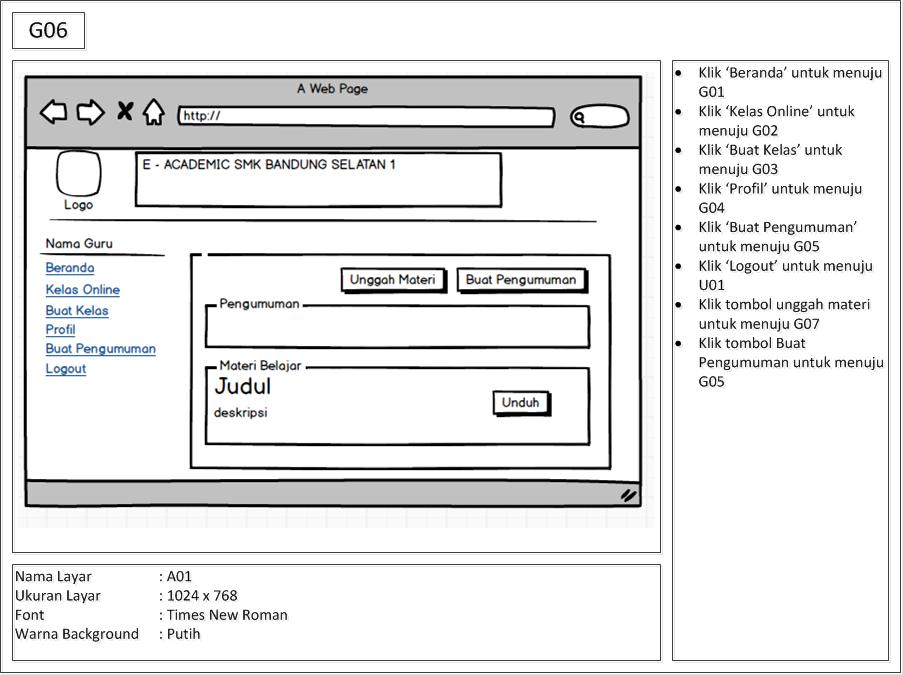 G06
A Web Page
http://
E - ACADEMIC SMK BANDUNG SELATAN 1
Logo
Nama Guru
Beranda
Kelas Online
Buat Kelas
Profil
Buat Pengumuman
Logout
Unggah Materi
Buat Pengumuman
Pengumuman
Materi Belajar
Judul
deskripsi
Unduh
• Klik ‘Beranda’ untuk menuju
G01
• Klik ‘Kelas Online’ untuk
menuju G02
• Klik ‘Buat Kelas’ untuk
menuju G03
• Klik ‘Profil’ untuk menuju
G04
• Klik ‘Buat Pengumuman’
untuk menuju G05
• Klik ‘Logout’ untuk menuju
U01
• Klik tombol unggah materi
untuk menuju G07
• Klik tombol Buat
Pengumuman untuk menuju
G05
Nama Layar : A01
Ukuran Layar : 1024 x 768
Font : Times New Roman
Warna Background : Putih